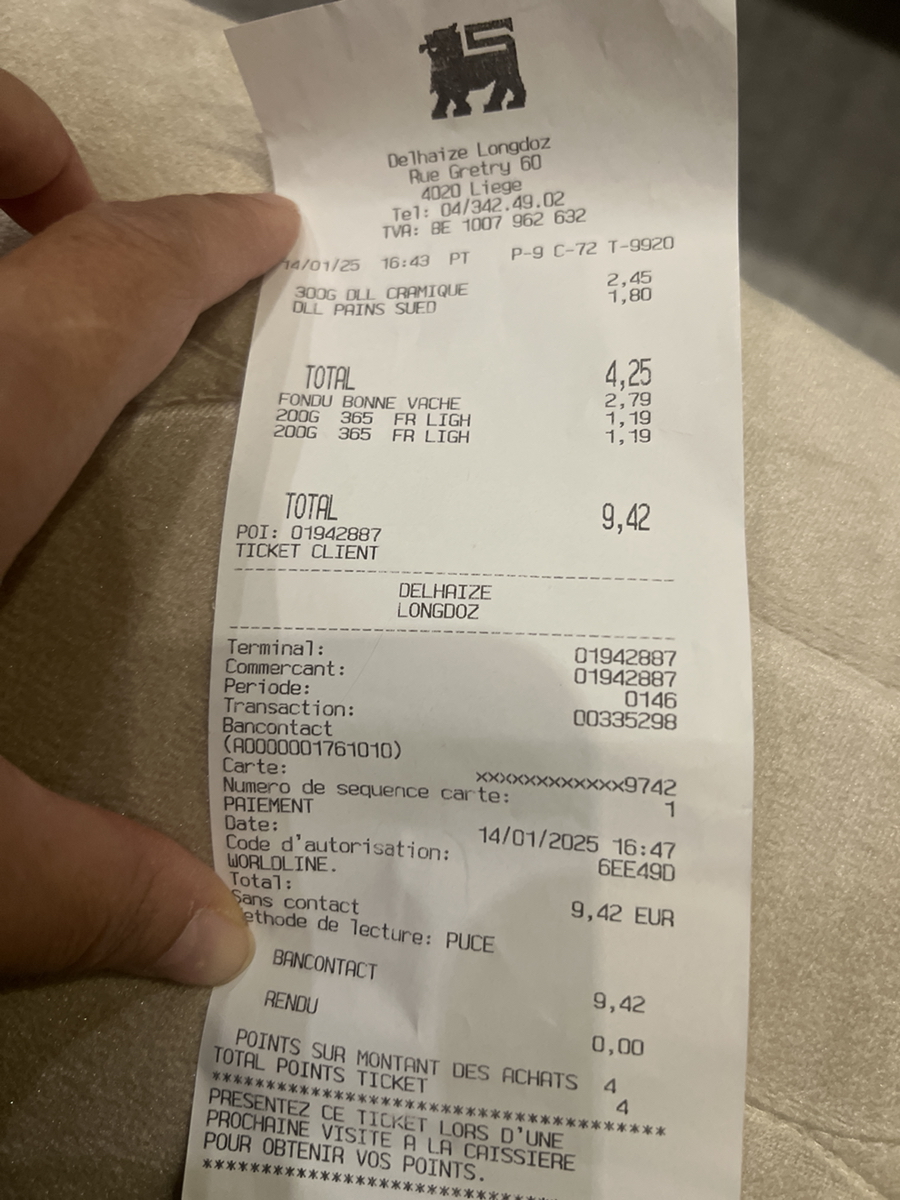 Delhaize Longdoz
Rue Gretry 60
4020 Liege
Tel: 04/342.49.02
TVA: BE 1007 962 632
14/01/25 16:43 PT P-9 C-72 T-9920
300G DLL CRAMIQUE 2,45
DLL PAINS SUED 1,80
TOTAL 4,25
FONDU BONNE VACHE 2,79
200G 365 FR LIGH 1,19
200G 365 FR LIGH 1,19
TOTAL 9,42
POI: 01942887
TICKET CLIENT
--------------------------------
DELHAIZE
LONGDOZ
--------------------------------
Terminal: 01942887
Commercant: 01942887
Periode: 0146
Transaction: 00335298
Bancontact
(A0000001761010)
Carte: xxxxxxxxxxxxx9742
Numero de sequence carte: 1
PAIEMENT
Date: 14/01/2025 16:47
Code d'autorisation: 6EE49D
WORLDLINE.
Total: 9,42 EUR
Sans contact
ethode de lecture: PUCE
BANCONTACT 9,42
RENDU 0,00
POINTS SUR MONTANT DES ACHATS 4
TOTAL POINTS TICKET 4
************************************
PRESENTEZ CE TICKET LORS D'UNE
PROCHAINE VISITE A LA CAISSIERE
POUR OBTENIR VOS POINTS.
************************************